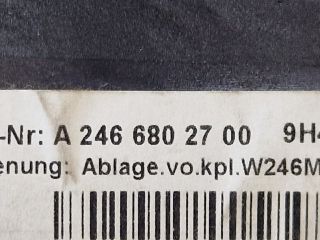 -Nr: A 246 680 27 00 9H4
enung: Ablage.vo.kpl.W246M